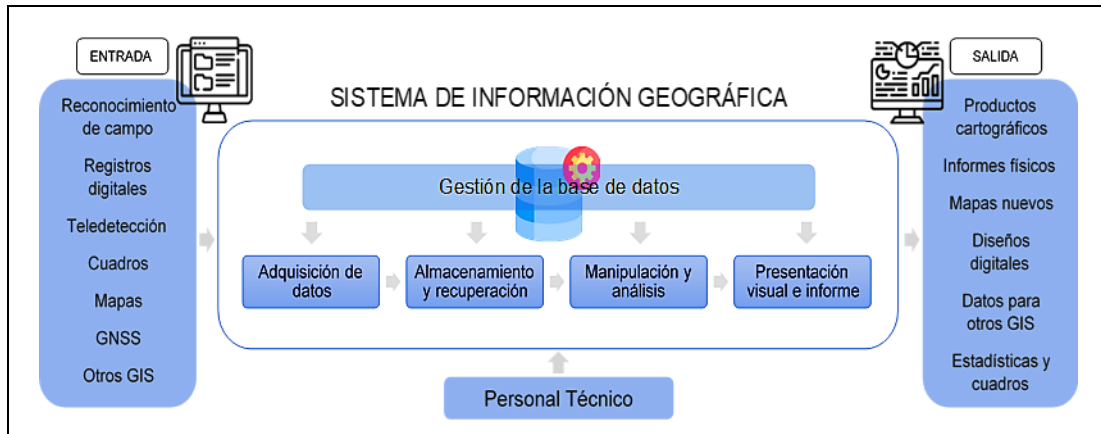 ENTRADA
Reconocimiento
de campo
Registros
digitales
Teledetección
Cuadros
Mapas
GNSS
Otros GIS
SISTEMA DE INFORMACIÓN GEOGRÁFICA
Gestión de la base de datos
Adquisición de
datos
Almacenamiento
y recuperación
Manipulación y
análisis
Presentación
visual e informe
Personal Técnico
SALIDA
Productos
cartográficos
Informes físicos
Mapas nuevos
Diseños
digitales
Datos para
otros GIS
Estadísticas y
cuadros